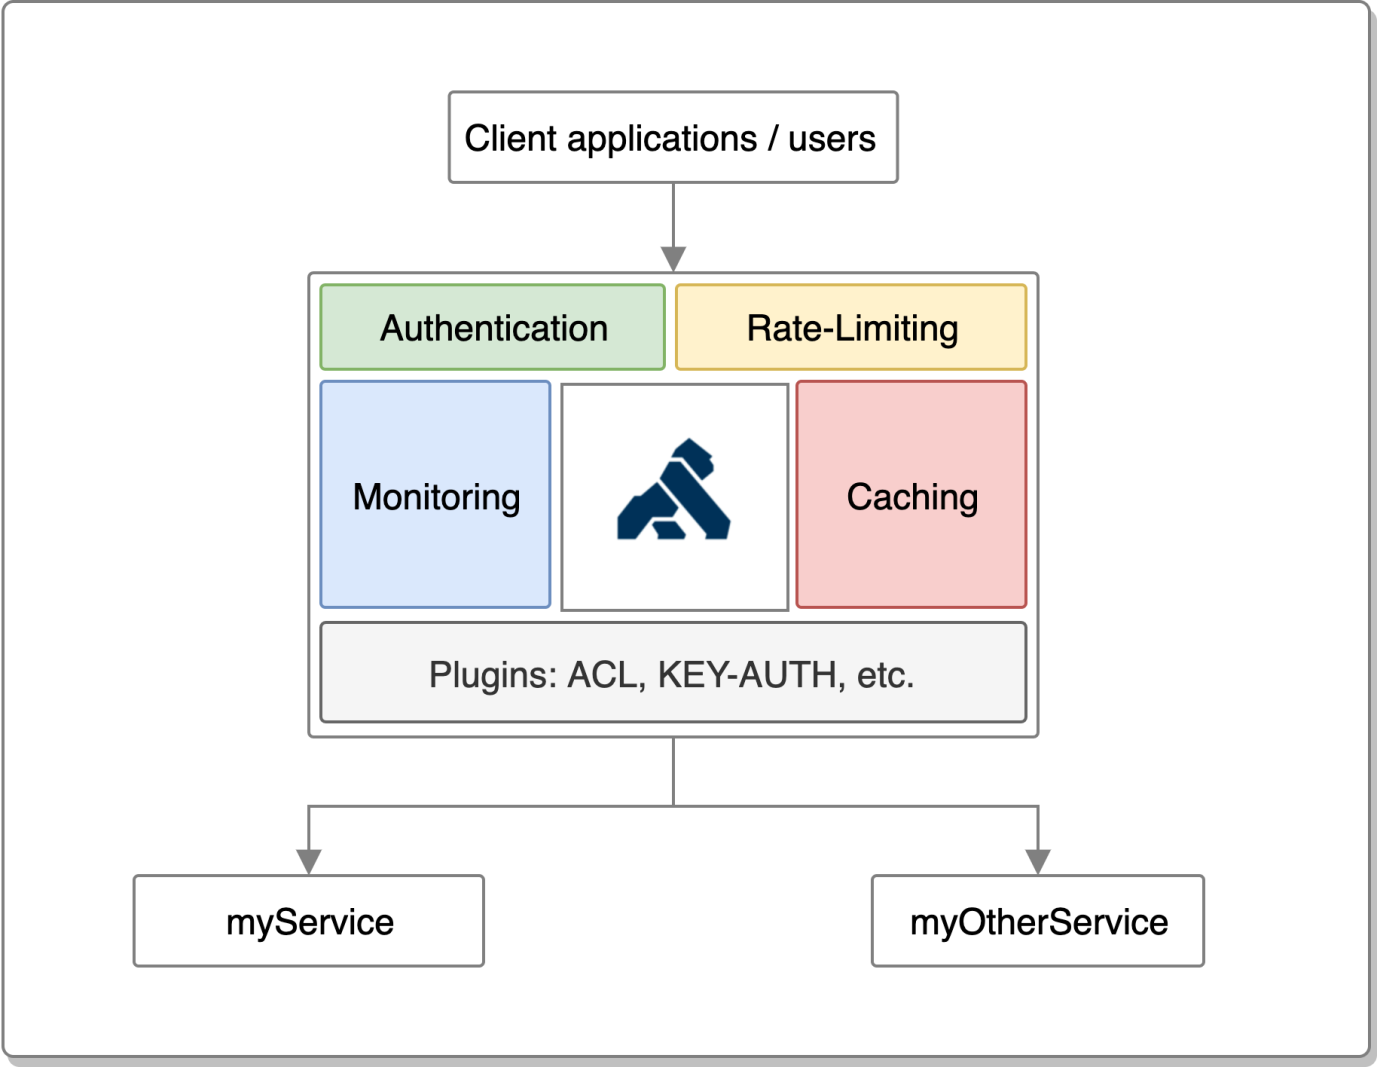 Client applications / users
Authentication
Rate-Limiting
Monitoring
Caching
Plugins: ACL, KEY-AUTH, etc.
myService
myOtherService